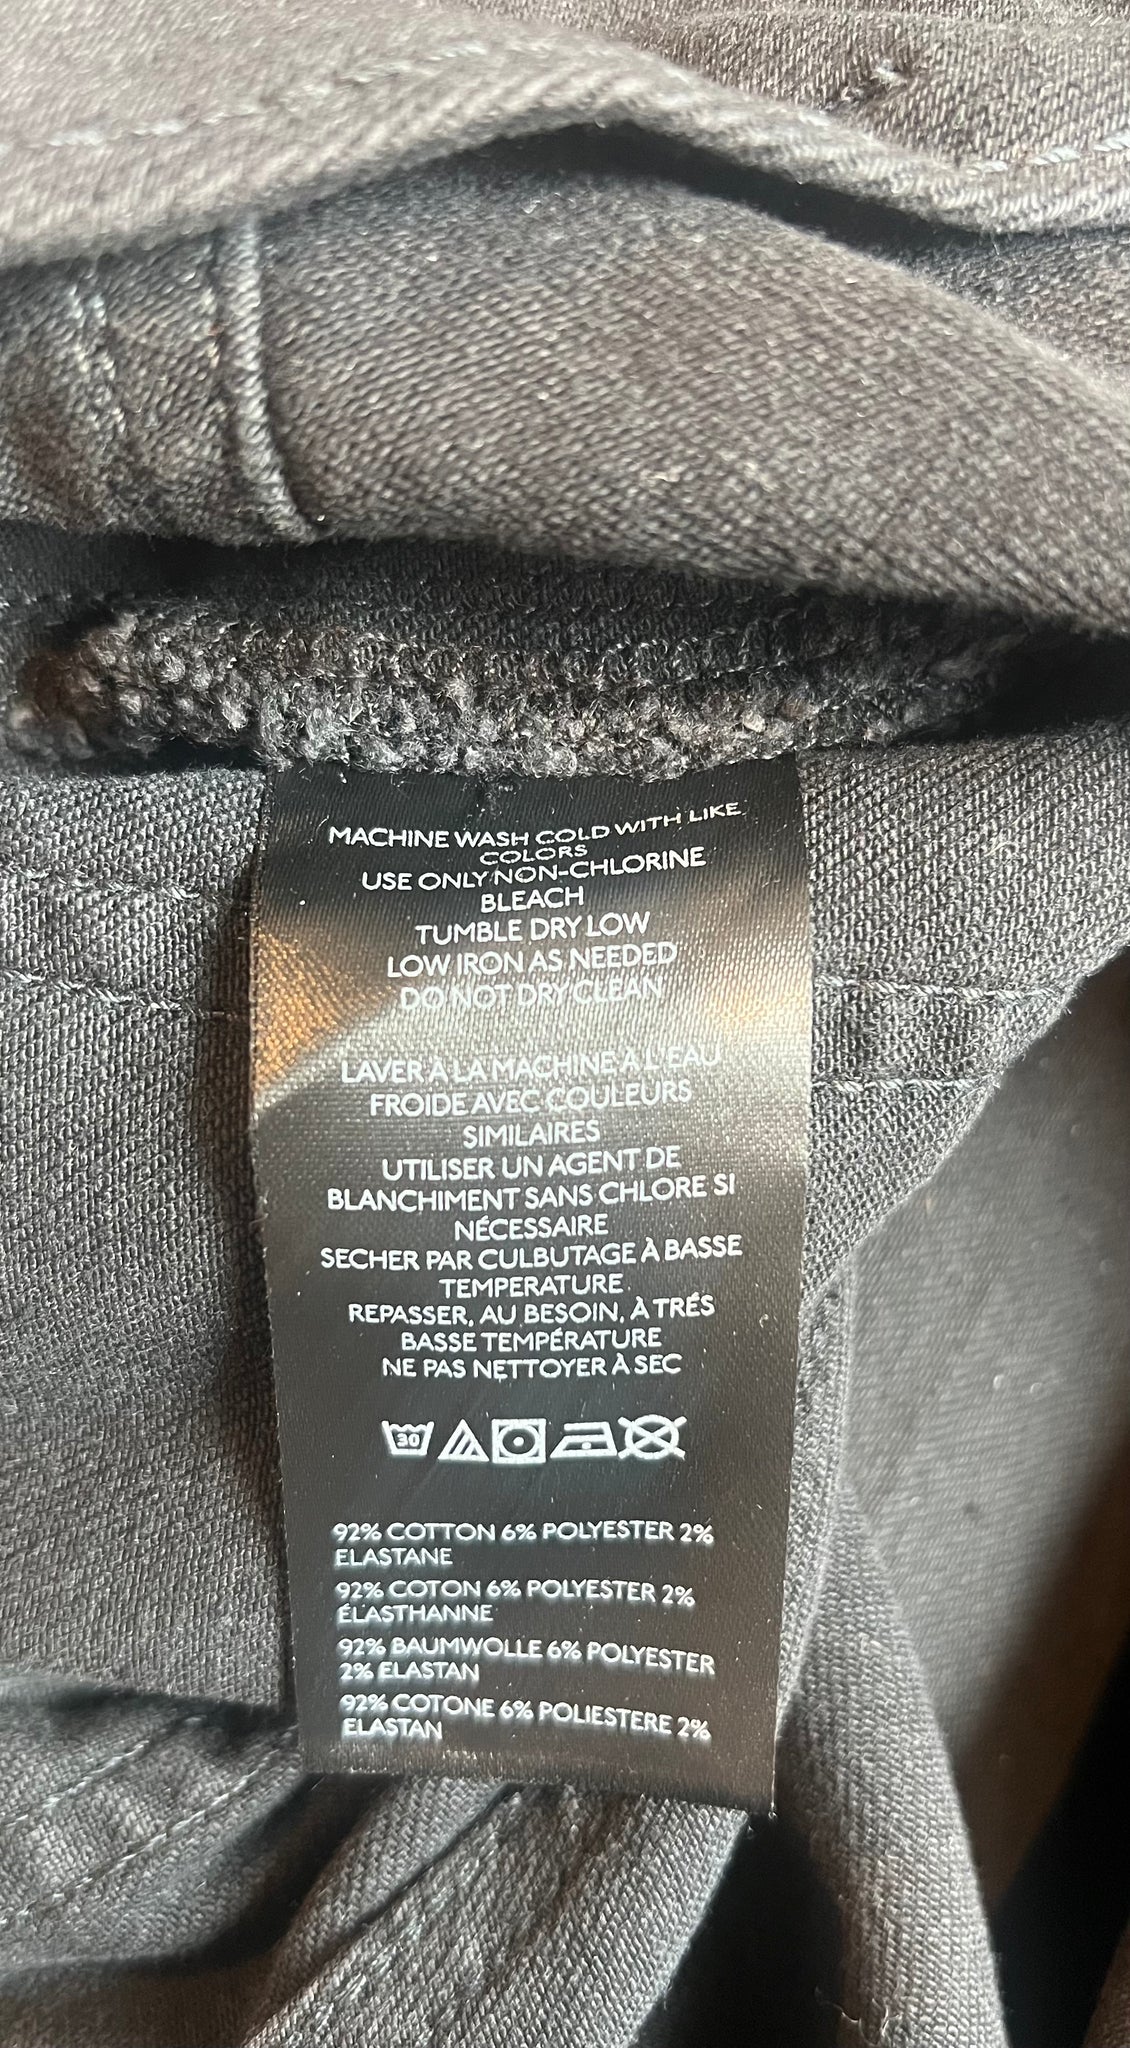 MACHINE WASH COLD WITH LIKE
COLORS
USE ONLY NON-CHLORINE
BLEACH
TUMBLE DRY LOW
LOW IRON AS NEEDED
DO NOT DRY CLEAN
LAVER À LA MACHINE À L'EAU
FROIDE AVEC COULEURS
SIMILAIRES
UTILISER UN AGENT DE
BLANCHIMENT SANS CHLORE SI
NÉCESSAIRE
SECHER PAR CULBUTAGE À BASSE
TEMPERATURE
REPASSER, AU BESOIN, À TRÉS
BASSE TEMPÉRATURE
NE PAS NETTOYER À SEC
30
92% COTTON 6% POLYESTER 2%
ELASTANE
92% COTON 6% POLYESTER 2%
ÉLASTHANNE
92% BAUMWOLLE 6% POLYESTER
2% ELASTAN
92% COTONE 6% POLIESTERE 2%
ELASTAN